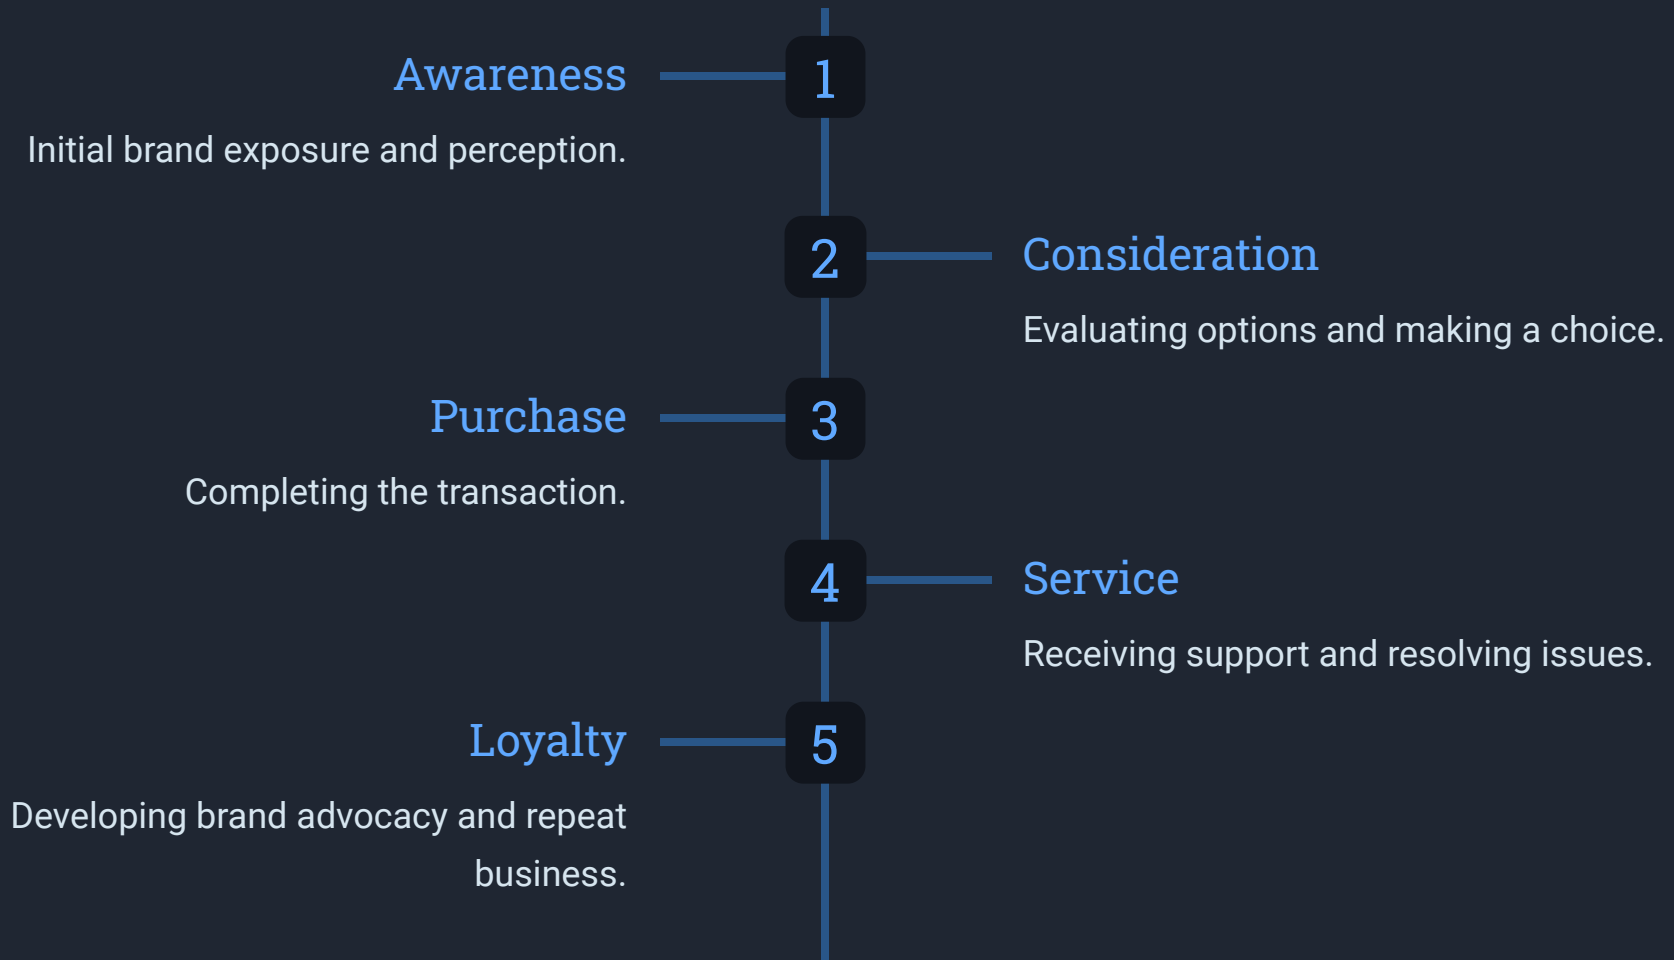 1
Awareness
Initial brand exposure and perception.
2
Consideration
Evaluating options and making a choice.
3
Purchase
Completing the transaction.
4
Service
Receiving support and resolving issues.
5
Loyalty
Developing brand advocacy and repeat
business.